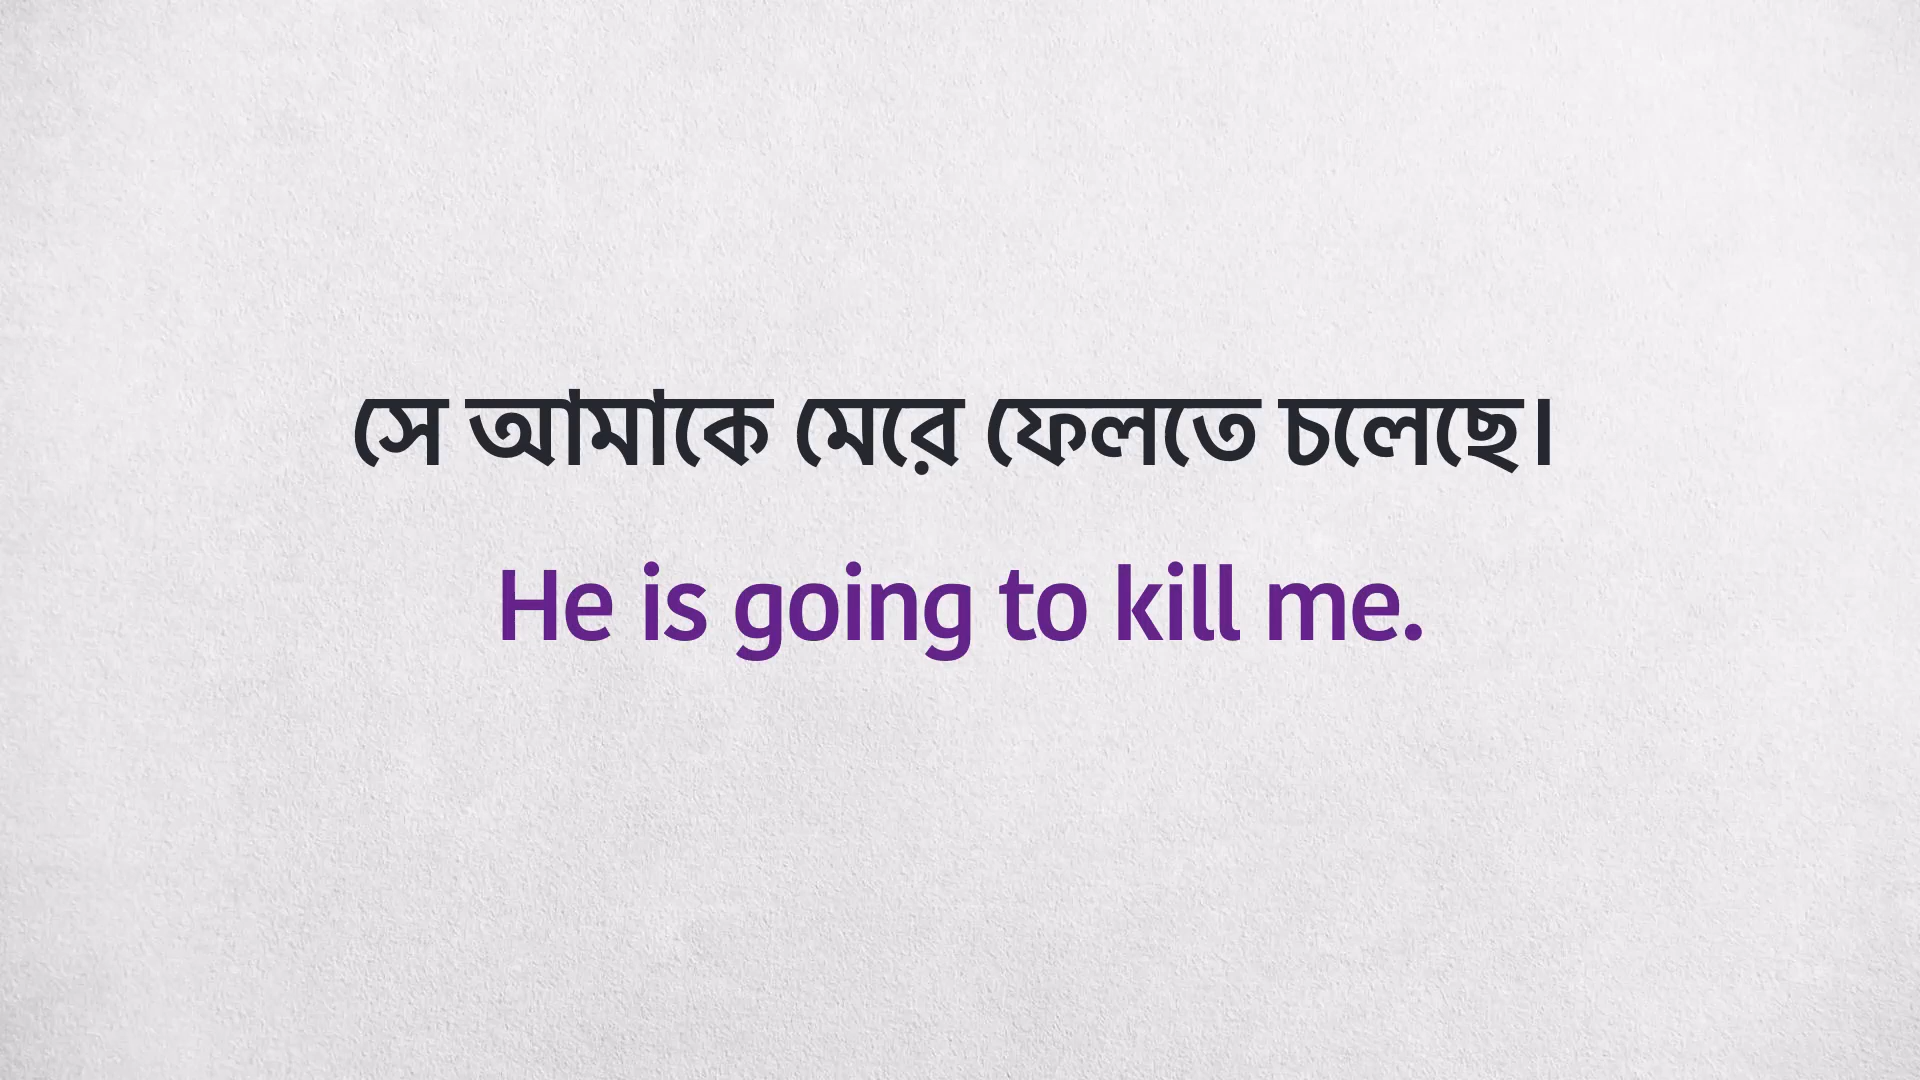 সে আমাকে মেরে ফেলতে চলেছে।
He is going to kill me.